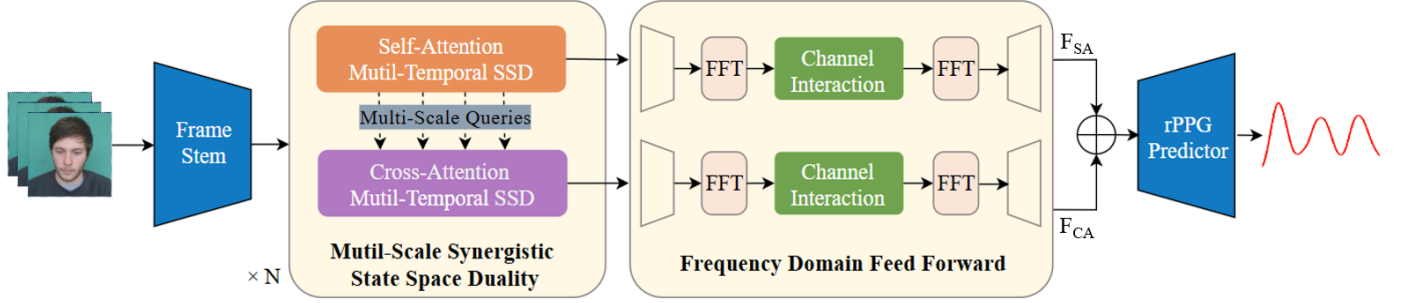 Frame
Stem
× N
Self-Attention
Mutil-Temporal SSD
Multi-Scale Queries
Cross-Attention
Mutil-Temporal SSD
Mutil-Scale Synergistic
State Space Duality
FFT
Channel
Interaction
FFT
FFT
Channel
Interaction
FFT
Frequency Domain Feed Forward
F_SA
F_CA
rPPG
Predictor